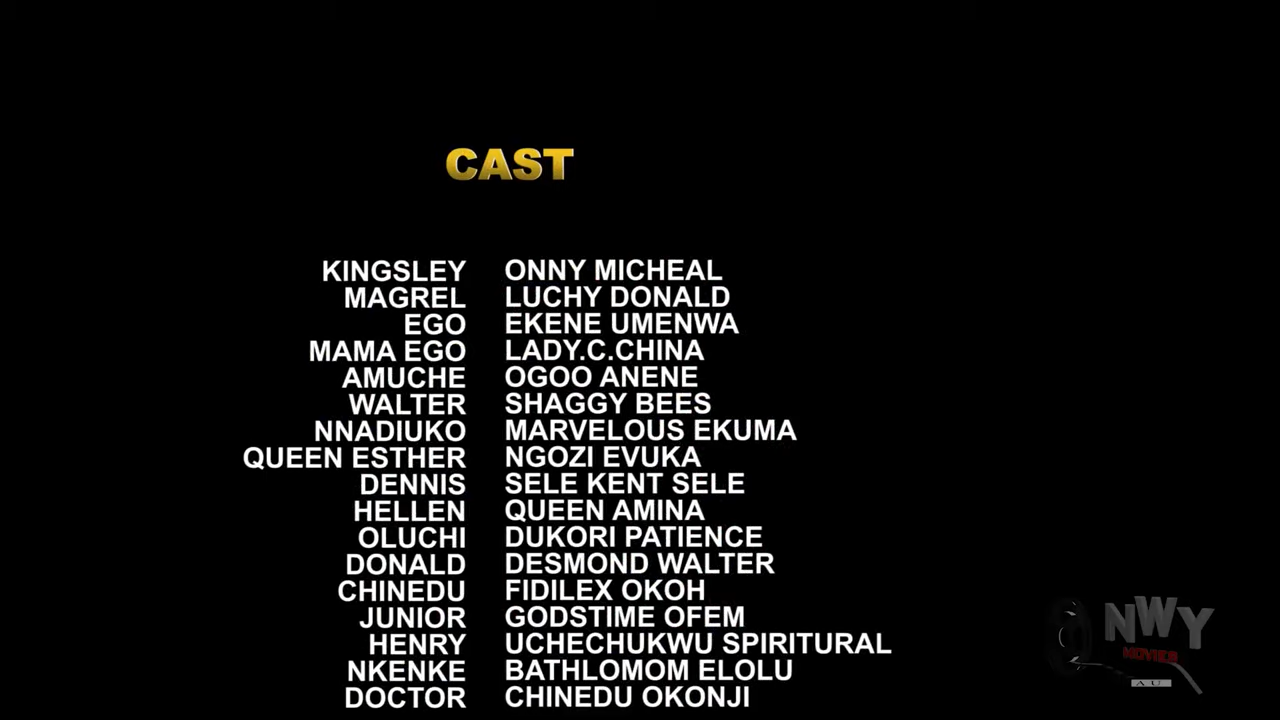 CAST
KINGSLEY ONNY MICHEAL
MAGREL LUCHY DONALD
EGO EKENE UMENWA
MAMA EGO LADY.C.CHINA
AMUCHE OGOO ANENE
WALTER SHAGGY BEES
NNADIUKO MARVELOUS EKUMA
QUEEN ESTHER NGOZI EVUKA
DENNIS SELE KENT SELE
HELLEN QUEEN AMINA
OLUCHI DUKORI PATIENCE
DONALD DESMOND WALTER
CHINEDU FIDILEX OKOH
JUNIOR GODSTIME OFEM
HENRY UCHECHUKWU SPIRITURAL
NKENKE BATHLOMOM ELOLU
DOCTOR CHINEDU OKONJI
NWY
MOVIES
AU